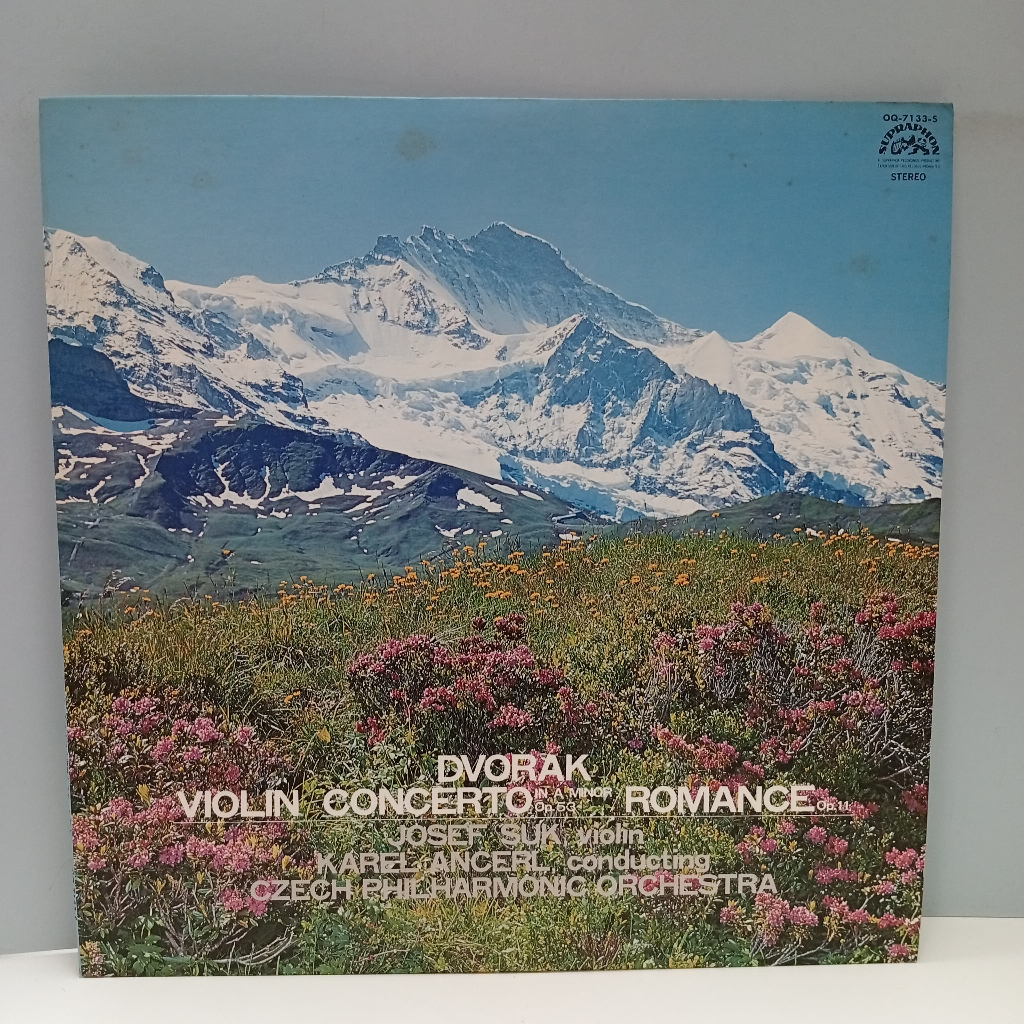 OQ-7133-S
SUPRAPHON
STEREO
DVORAK
VIOLIN CONCERTO IN A MINOR Op.53 ROMANCE Op.11
JOSEF SUK, violin
KAREL ANCERL, conducting
CZECH PHILHARMONIC ORCHESTRA